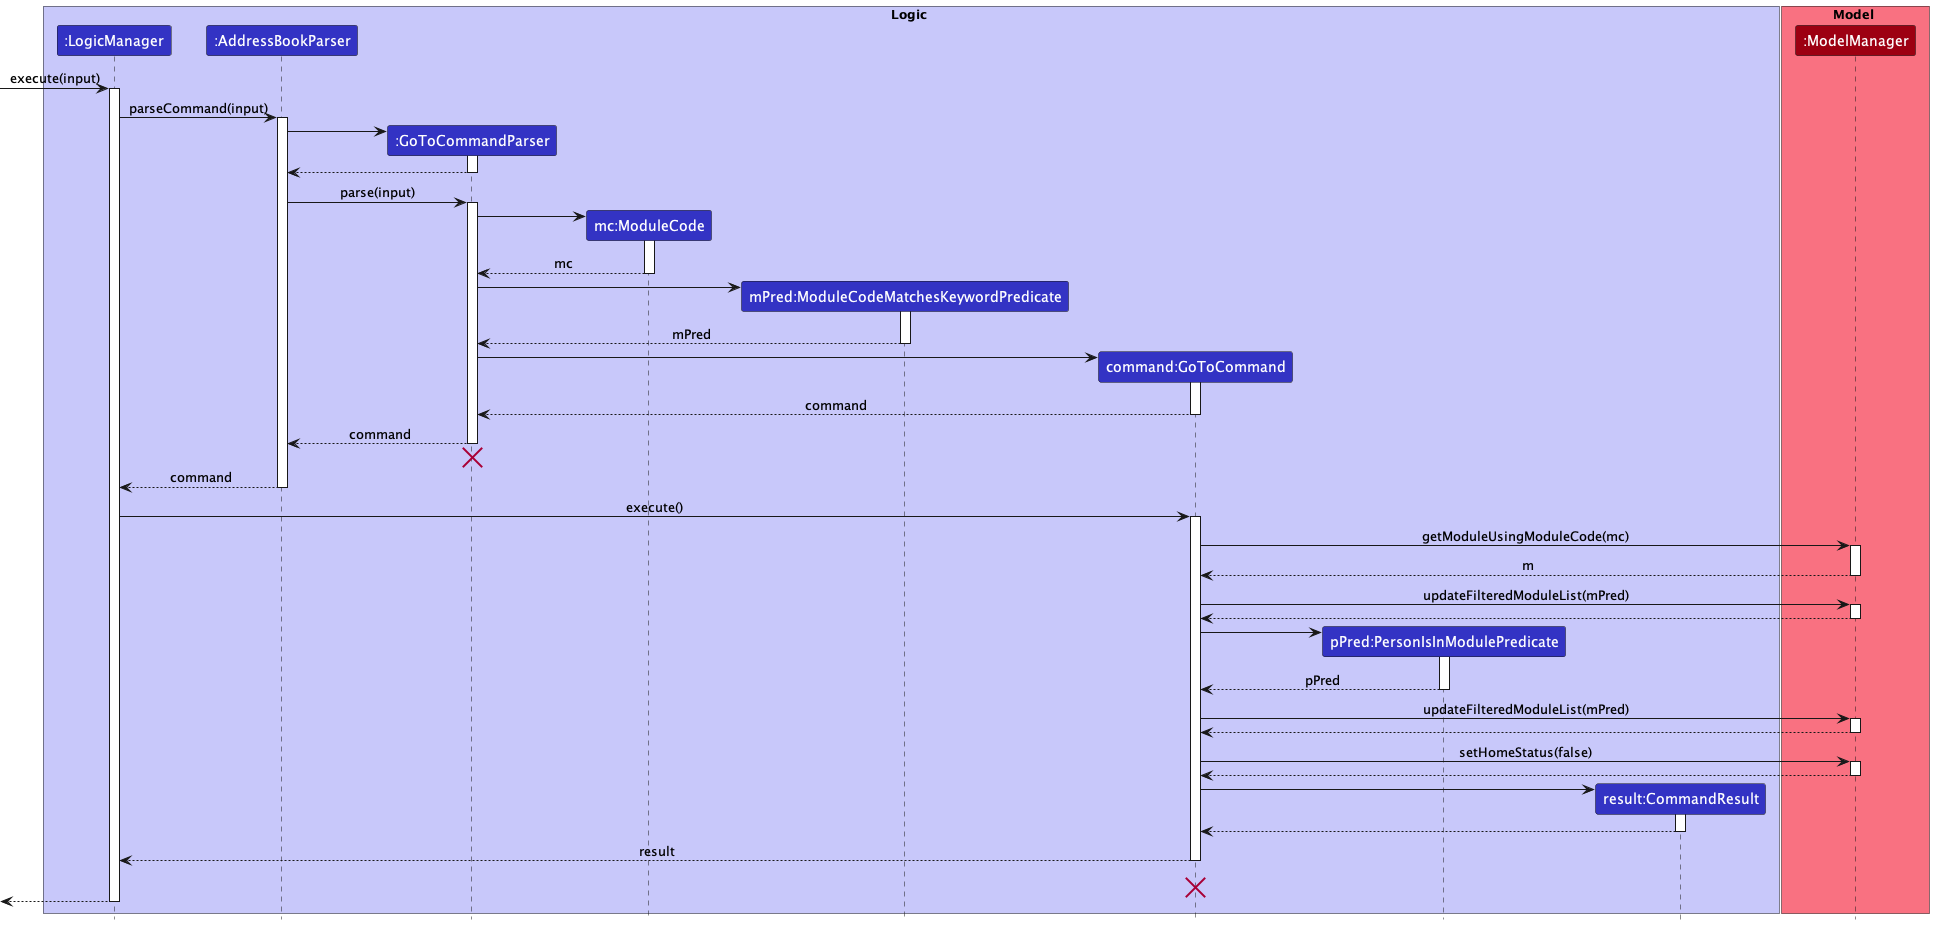 Logic
Model
:LogicManager
:AddressBookParser
:ModelManager
execute(input)
parseCommand(input)
:GoToCommandParser
parse(input)
mc:ModuleCode
mc
mPred:ModuleCodeMatchesKeywordPredicate
mPred
command:GoToCommand
command
command
command
execute()
getModuleUsingModuleCode(mc)
m
updateFilteredModuleList(mPred)
pPred:PersonIsInModulePredicate
pPred
updateFilteredModuleList(mPred)
setHomeStatus(false)
result:CommandResult
result